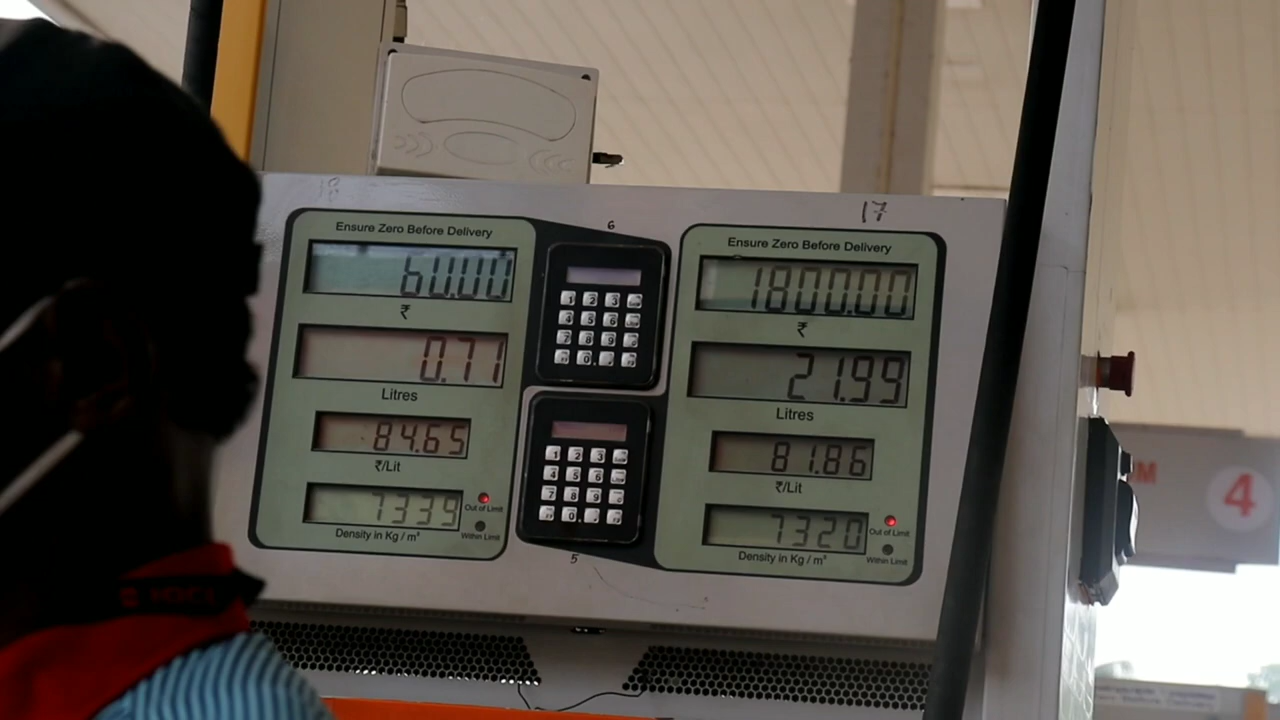 18
17
Ensure Zero Before Delivery
60.00
₹
0.71
Litres
84.65
₹/Lit
7339
Out of Limit
Density in Kg / m³
Within Limit
6
1 2 3
4 5 6
7 8 9
0 .
1 2 3
4 5 6
7 8 9
0 .
5
Ensure Zero Before Delivery
1800.00
₹
21.99
Litres
81.86
₹/Lit
7320
Out of Limit
Density in Kg / m³
Within Limit
4